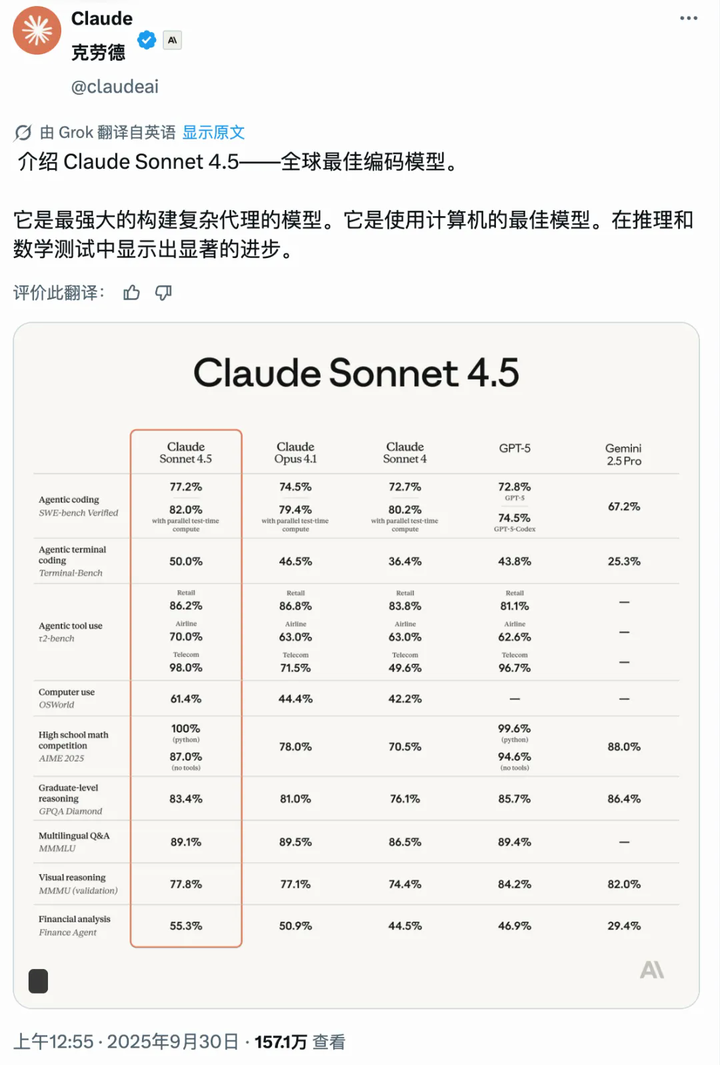 Claude
克劳德
@claudeai
由 Grok 翻译自英语 显示原文
介绍 Claude Sonnet 4.5——全球最佳编码模型。
它是最强大的构建复杂代理的模型。它是使用计算机的最佳模型。在推理和
数学测试中显示出显著的进步。
评价此翻译：
Claude Sonnet 4.5
Claude Sonnet 4.5 Claude Opus 4.1 Claude Sonnet 4 GPT-5 Gemini 2.5 Pro
Agentic coding
SWE-bench Verified
77.2% 74.5% 72.7% 72.8% GPT-5 67.2%
82.0% 79.4% 80.2% 74.5% GPT-5-Codex
with parallel test-time compute with parallel test-time compute with parallel test-time compute
Agentic terminal coding
Terminal-Bench
50.0% 46.5% 36.4% 43.8% 25.3%
Agentic tool use
τ2-bench
Retail Retail Retail Retail
86.2% 86.8% 83.8% 81.1% —
Airline Airline Airline Airline
70.0% 63.0% 63.0% 62.6% —
Telecom Telecom Telecom Telecom
98.0% 71.5% 49.6% 96.7% —
Computer use
OSWorld
61.4% 44.4% 42.2% — —
High school math competition
AIME 2025
100% (python) 78.0% 70.5% 99.6% (python) 88.0%
87.0% (no tools) 94.6% (no tools)
Graduate-level reasoning
GPQA Diamond
83.4% 81.0% 76.1% 85.7% 86.4%
Multilingual Q&A
MMMLU
89.1% 89.5% 86.5% 89.4% —
Visual reasoning
MMMU (validation)
77.8% 77.1% 74.4% 84.2% 82.0%
Financial analysis
Finance Agent
55.3% 50.9% 44.5% 46.9% 29.4%
上午12:55 · 2025年9月30日 · 157.1万 查看